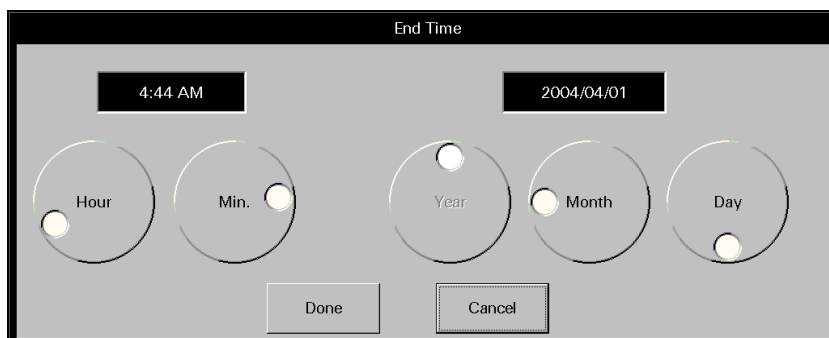 End Time
4:44 AM
2004/04/01
Hour
Min.
Year
Month
Day
Done
Cancel